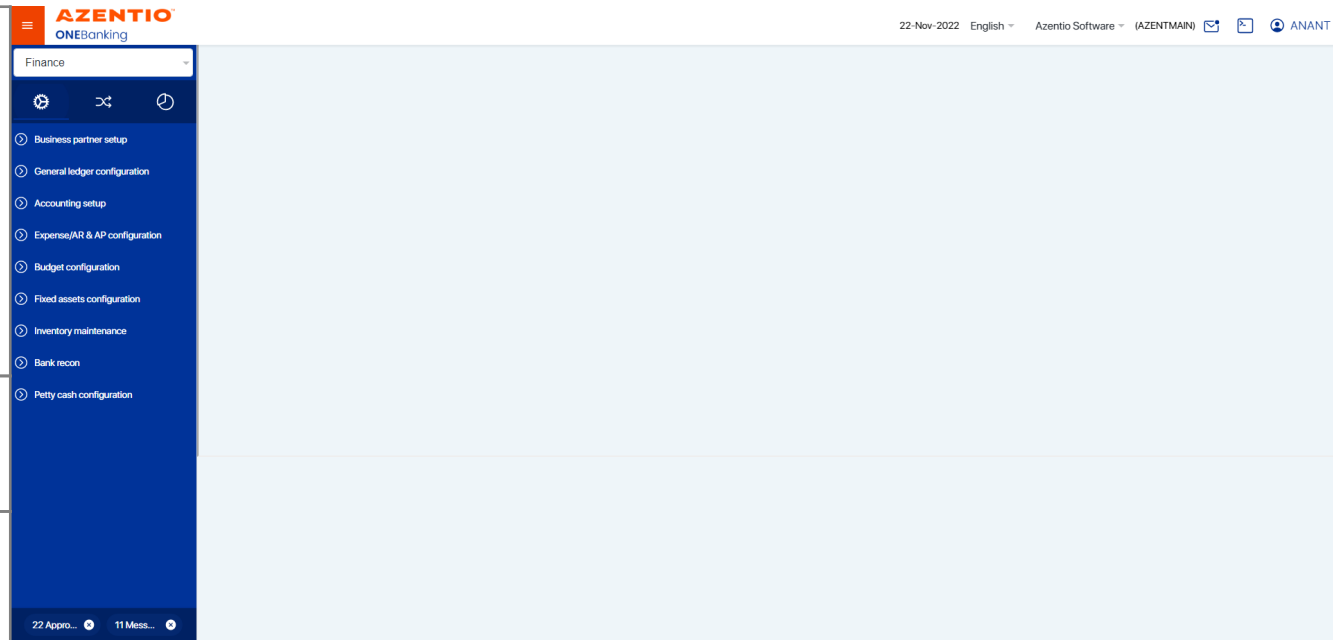 AZENTIO™
ONEBanking
22-Nov-2022 English Azentio Software (AZENTMAIN) ANANT
Finance
Business partner setup
General ledger configuration
Accounting setup
Expense/AR & AP configuration
Budget configuration
Fixed assets configuration
Inventory maintenance
Bank recon
Petty cash configuration
22 Appro... 11 Mess...